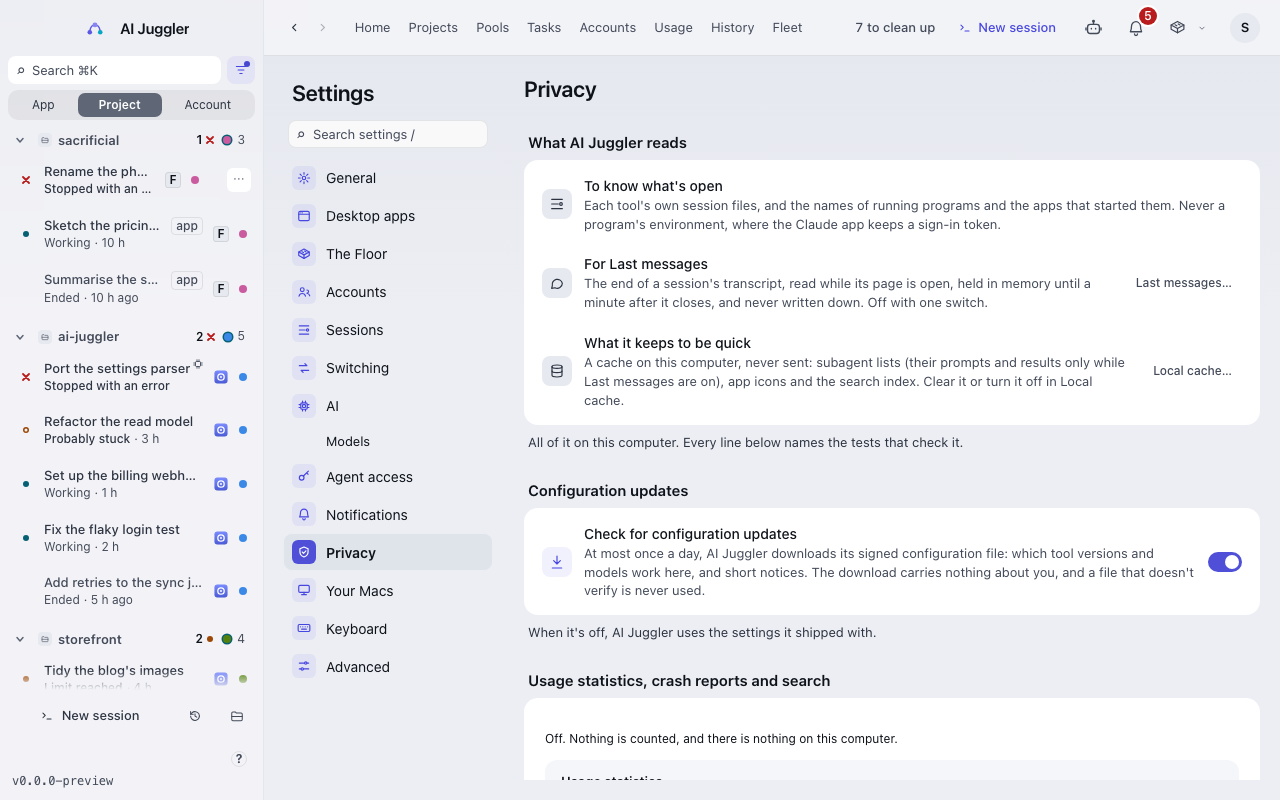 AI Juggler
Search ⌘K
App
Project
Account
sacrificial
1
3
Rename the ph...
Stopped with an ...
F
Sketch the pricin...
app
Working · 10 h
F
Summarise the s...
app
Ended · 10 h ago
F
ai-juggler
2
5
Port the settings parser
Stopped with an error
Refactor the read model
Probably stuck · 3 h
Set up the billing webh...
Working · 1 h
Fix the flaky login test
Working · 2 h
Add retries to the sync j...
Ended · 5 h ago
storefront
2
4
Tidy the blog's images
Limit reached · 4 h
New session
?
v0.0.0-preview
Home
Projects
Pools
Tasks
Accounts
Usage
History
Fleet
7 to clean up
New session
5
S
Settings
Search settings /
General
Desktop apps
The Floor
Accounts
Sessions
Switching
AI
Models
Agent access
Notifications
Privacy
Your Macs
Keyboard
Advanced
Privacy
What AI Juggler reads
To know what's open
Each tool's own session files, and the names of running programs and the apps that started them. Never a
program's environment, where the Claude app keeps a sign-in token.
For Last messages
The end of a session's transcript, read while its page is open, held in memory until a
minute after it closes, and never written down. Off with one switch.
Last messages...
What it keeps to be quick
A cache on this computer, never sent: subagent lists (their prompts and results only while
Last messages are on), app icons and the search index. Clear it or turn it off in Local
cache.
Local cache...
All of it on this computer. Every line below names the tests that check it.
Configuration updates
Check for configuration updates
At most once a day, AI Juggler downloads its signed configuration file: which tool versions and
models work here, and short notices. The download carries nothing about you, and a file that doesn't
verify is never used.
When it's off, AI Juggler uses the settings it shipped with.
Usage statistics, crash reports and search
Off. Nothing is counted, and there is nothing on this computer.
Usage statistics